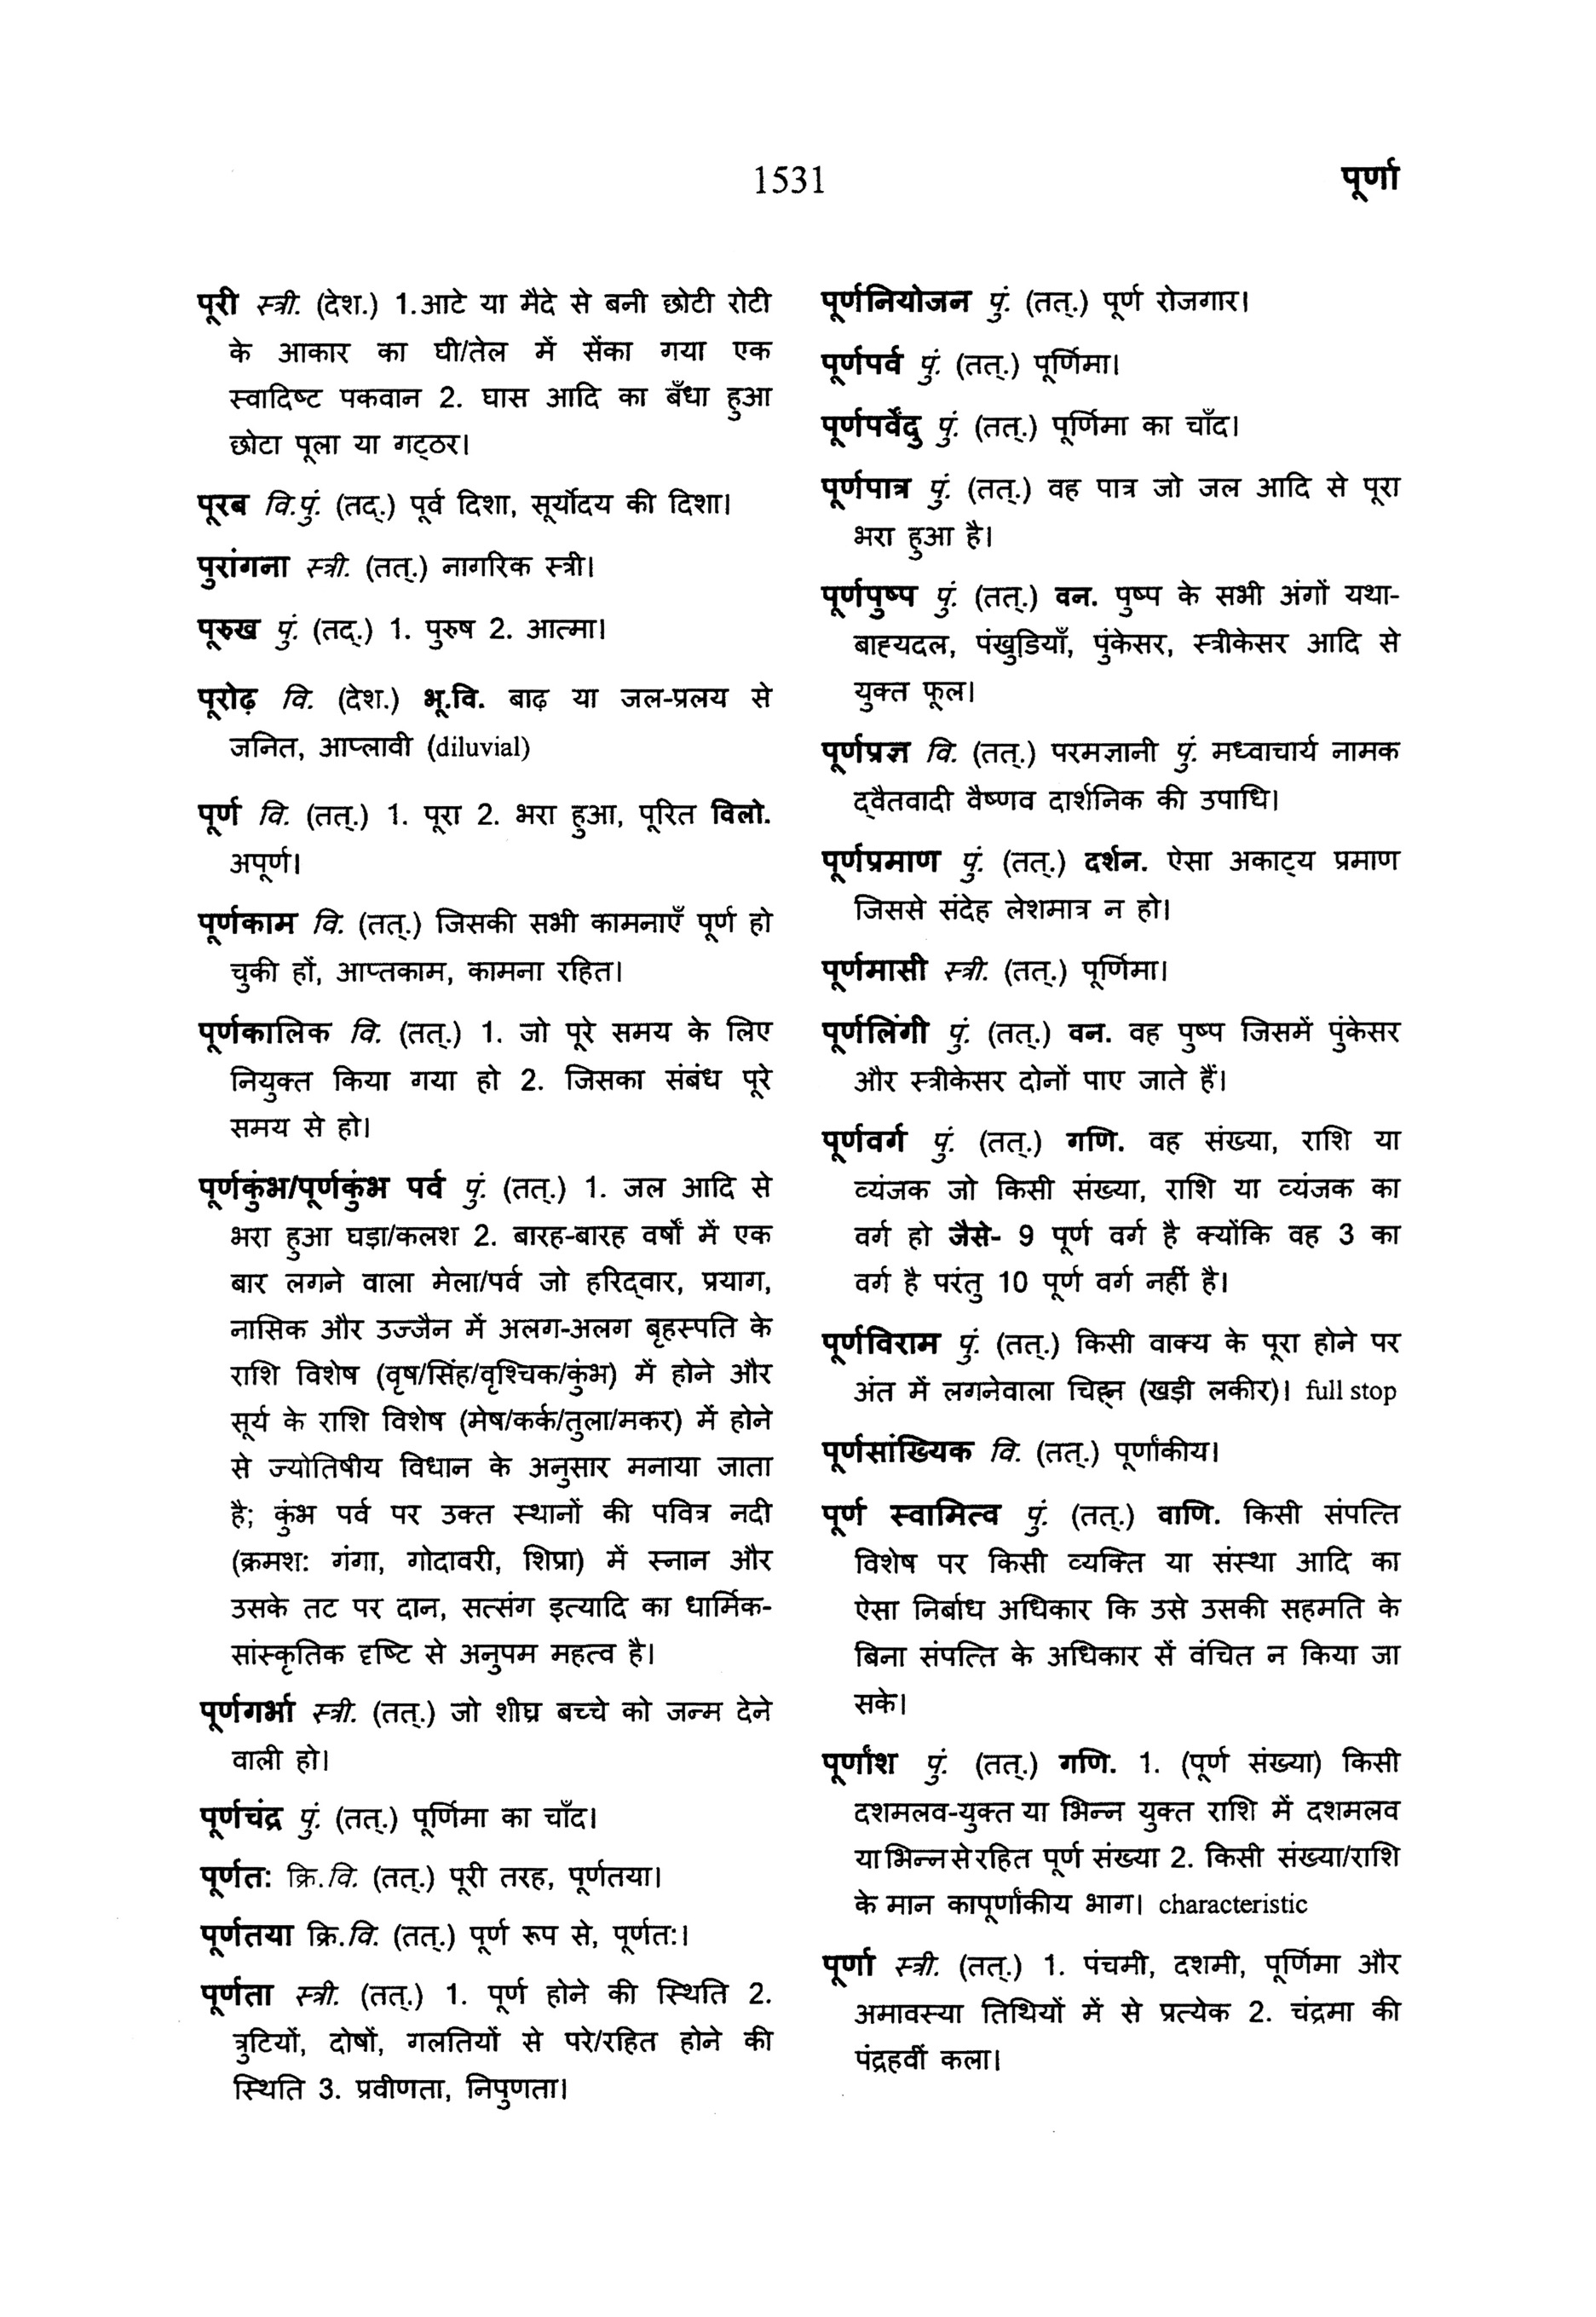 1531
पूर्णा
पूरी स्त्री. (देश.) 1.आटे या मैदे से बनी छोटी रोटी
के आकार का घी/तेल में सेंका गया एक
स्वादिष्ट पकवान 2. घास आदि का बँधा हुआ
छोटा पूला या गट्ठर।
पूरब वि.पुं. (तद्.) पूर्व दिशा, सूर्योदय की दिशा।
पुरांगना स्त्री. (तत्.) नागरिक स्त्री।
पूरुख पुं. (तद्.) 1. पुरुष 2. आत्मा।
पूरोढ़ वि. (देश.) भू.वि. बाढ़ या जल-प्रलय से
जनित, आप्लावी (diluvial)
पूर्ण वि. (तत्.) 1. पूरा 2. भरा हुआ, पूरित विलो.
अपूर्ण।
पूर्णकाम वि. (तत्.) जिसकी सभी कामनाएँ पूर्ण हो
चुकी हों, आप्तकाम, कामना रहित।
पूर्णकालिक वि. (तत्.) 1. जो पूरे समय के लिए
नियुक्त किया गया हो 2. जिसका संबंध पूरे
समय से हो।
पूर्णकुंभ/पूर्णकुंभ पर्व पुं. (तत्.) 1. जल आदि से
भरा हुआ घड़ा/कलश 2. बारह-बारह वर्षों में एक
बार लगने वाला मेला/पर्व जो हरिद्वार, प्रयाग,
नासिक और उज्जैन में अलग-अलग बृहस्पति के
राशि विशेष (वृष/सिंह/वृश्चिक/कुंभ) में होने और
सूर्य के राशि विशेष (मेष/कर्क/तुला/मकर) में होने
से ज्योतिषीय विधान के अनुसार मनाया जाता
है; कुंभ पर्व पर उक्त स्थानों की पवित्र नदी
(क्रमश: गंगा, गोदावरी, शिप्रा) में स्नान और
उसके तट पर दान, सत्संग इत्यादि का धार्मिक-
सांस्कृतिक दृष्टि से अनुपम महत्व है।
पूर्णगर्भा स्त्री. (तत्.) जो शीघ्र बच्चे को जन्म देने
वाली हो।
पूर्णचंद्र पुं. (तत्.) पूर्णिमा का चाँद।
पूर्णत: क्रि.वि. (तत्.) पूरी तरह, पूर्णतया।
पूर्णतया क्रि.वि. (तत्.) पूर्ण रूप से, पूर्णत:।
पूर्णता स्त्री. (तत्.) 1. पूर्ण होने की स्थिति 2.
त्रुटियों, दोषों, गलतियों से परे/रहित होने की
स्थिति 3. प्रवीणता, निपुणता।
पूर्णनियोजन पुं. (तत्.) पूर्ण रोजगार।
पूर्णपर्व पुं. (तत्.) पूर्णिमा।
पूर्णपर्वेंदु पुं. (तत्.) पूर्णिमा का चाँद।
पूर्णपात्र पुं. (तत्.) वह पात्र जो जल आदि से पूरा
भरा हुआ है।
पूर्णपुष्प पुं. (तत्.) वन. पुष्प के सभी अंगों यथा-
बाह्यदल, पंखुडियाँ, पुंकेसर, स्त्रीकेसर आदि से
युक्त फूल।
पूर्णप्रज्ञ वि. (तत्.) परमज्ञानी पुं. मध्वाचार्य नामक
द्वैतवादी वैष्णव दार्शनिक की उपाधि।
पूर्णप्रमाण पुं. (तत्.) दर्शन. ऐसा अकाट्य प्रमाण
जिससे संदेह लेशमात्र न हो।
पूर्णमासी स्त्री. (तत्.) पूर्णिमा।
पूर्णलिंगी पुं. (तत्.) वन. वह पुष्प जिसमें पुंकेसर
और स्त्रीकेसर दोनों पाए जाते हैं।
पूर्णवर्ग पुं. (तत्.) गणि. वह संख्या, राशि या
व्यंजक जो किसी संख्या, राशि या व्यंजक का
वर्ग हो जैसे- 9 पूर्ण वर्ग है क्योंकि वह 3 का
वर्ग है परंतु 10 पूर्ण वर्ग नहीं है।
पूर्णविराम पुं. (तत्.) किसी वाक्य के पूरा होने पर
अंत में लगनेवाला चिह्न (खड़ी लकीर)। full stop
पूर्णसांख्यिक वि. (तत्.) पूर्णांकीय।
पूर्ण स्वामित्व पुं. (तत्.) वाणि. किसी संपत्ति
विशेष पर किसी व्यक्ति या संस्था आदि का
ऐसा निर्बाध अधिकार कि उसे उसकी सहमति के
बिना संपत्ति के अधिकार सें वंचित न किया जा
सके।
पूर्णांश पुं. (तत्.) गणि. 1. (पूर्ण संख्या) किसी
दशमलव-युक्त या भिन्न युक्त राशि में दशमलव
या भिन्न से रहित पूर्ण संख्या 2. किसी संख्या/राशि
के मान कापूर्णांकीय भाग। characteristic
पूर्णा स्त्री. (तत्.) 1. पंचमी, दशमी, पूर्णिमा और
अमावस्या तिथियों में से प्रत्येक 2. चंद्रमा की
पंद्रहवीं कला।